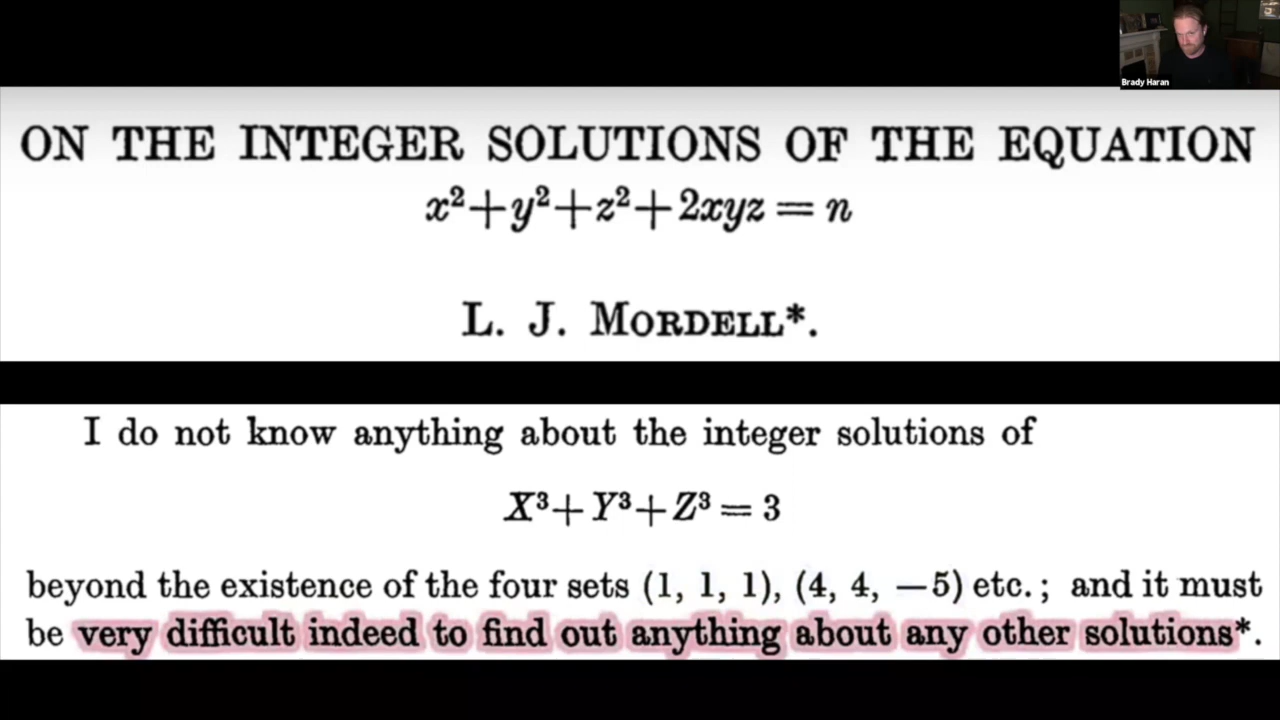 Brady Haran
ON THE INTEGER SOLUTIONS OF THE EQUATION
x²+y²+z²+2xyz = n
L. J. MORDELL*.
I do not know anything about the integer solutions of
X³+Y³+Z³ = 3
beyond the existence of the four sets (1, 1, 1), (4, 4, —5) etc.; and it must
be very difficult indeed to find out anything about any other solutions*.